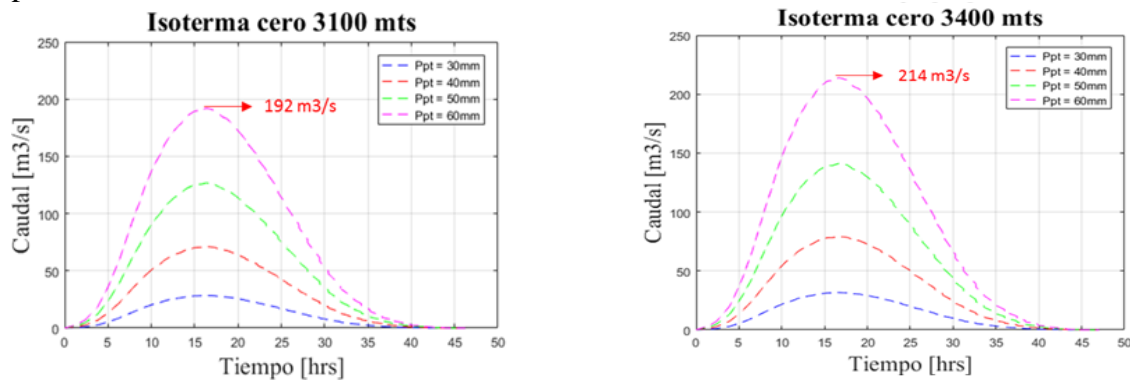 Isoterma cero 3100 mts
250
200
150
100
50
0
Caudal [m3/s]
192 m3/s
Ppt = 30mm
Ppt = 40mm
Ppt = 50mm
Ppt = 60mm
0 5 10 15 20 25 30 35 40 45 50
Tiempo [hrs]
Isoterma cero 3400 mts
250
200
150
100
50
0
Caudal [m3/s]
214 m3/s
Ppt = 30mm
Ppt = 40mm
Ppt = 50mm
Ppt = 60mm
0 5 10 15 20 25 30 35 40 45 50
Tiempo [hrs]